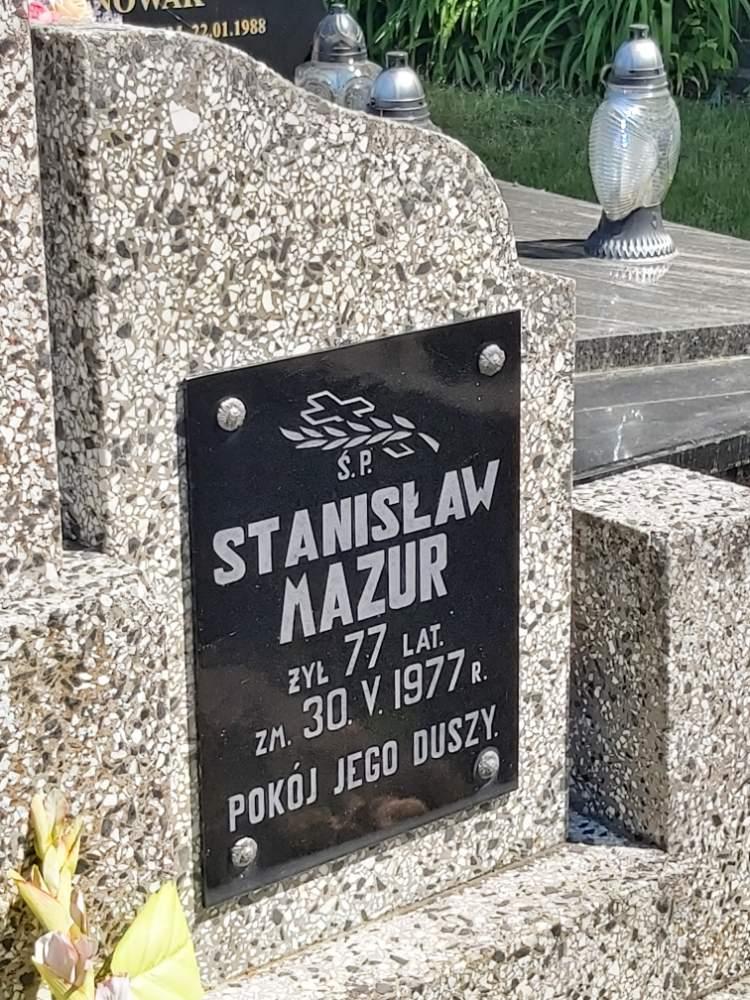 NOWAK
22.01.1988
Ś.P.
STANISŁAW
MAZUR
ŻYŁ 77 LAT.
ZM. 30. V. 1977 R.
POKÓJ JEGO DUSZY.